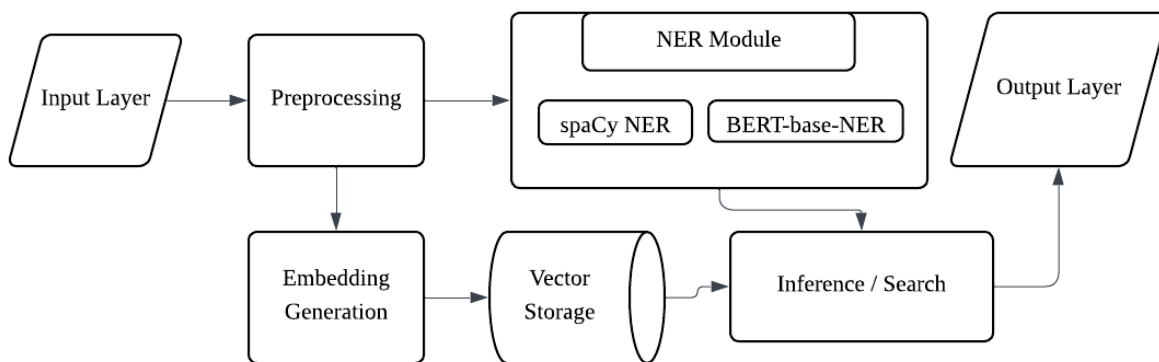 Input Layer
Preprocessing
NER Module
spaCy NER
BERT-base-NER
Output Layer
Embedding
Generation
Vector
Storage
Inference / Search